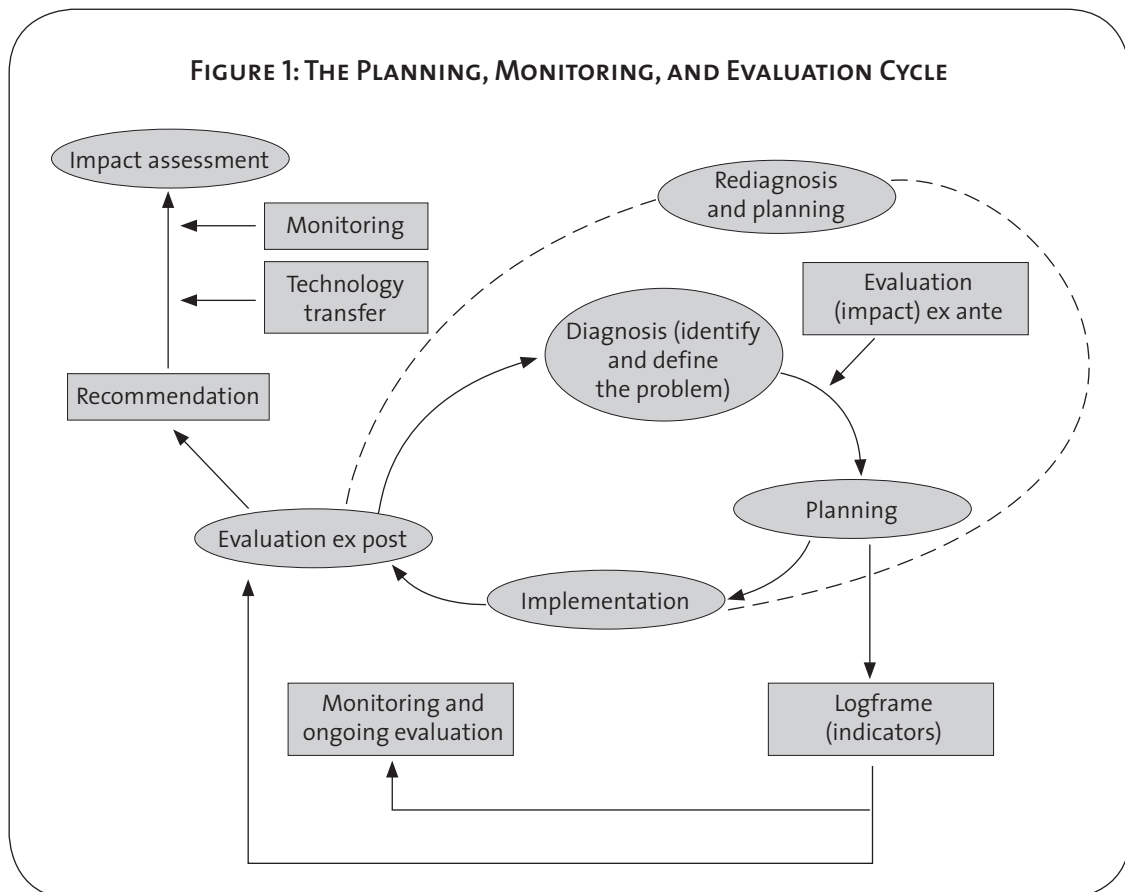 FIGURE 1: THE PLANNING, MONITORING, AND EVALUATION CYCLE
Impact assessment
Rediagnosis
and planning
Monitoring
Technology
transfer
Evaluation
(impact) ex ante
Diagnosis (identify
and define
the problem)
Recommendation
Planning
Evaluation ex post
Implementation
Monitoring and
ongoing evaluation
Logframe
(indicators)